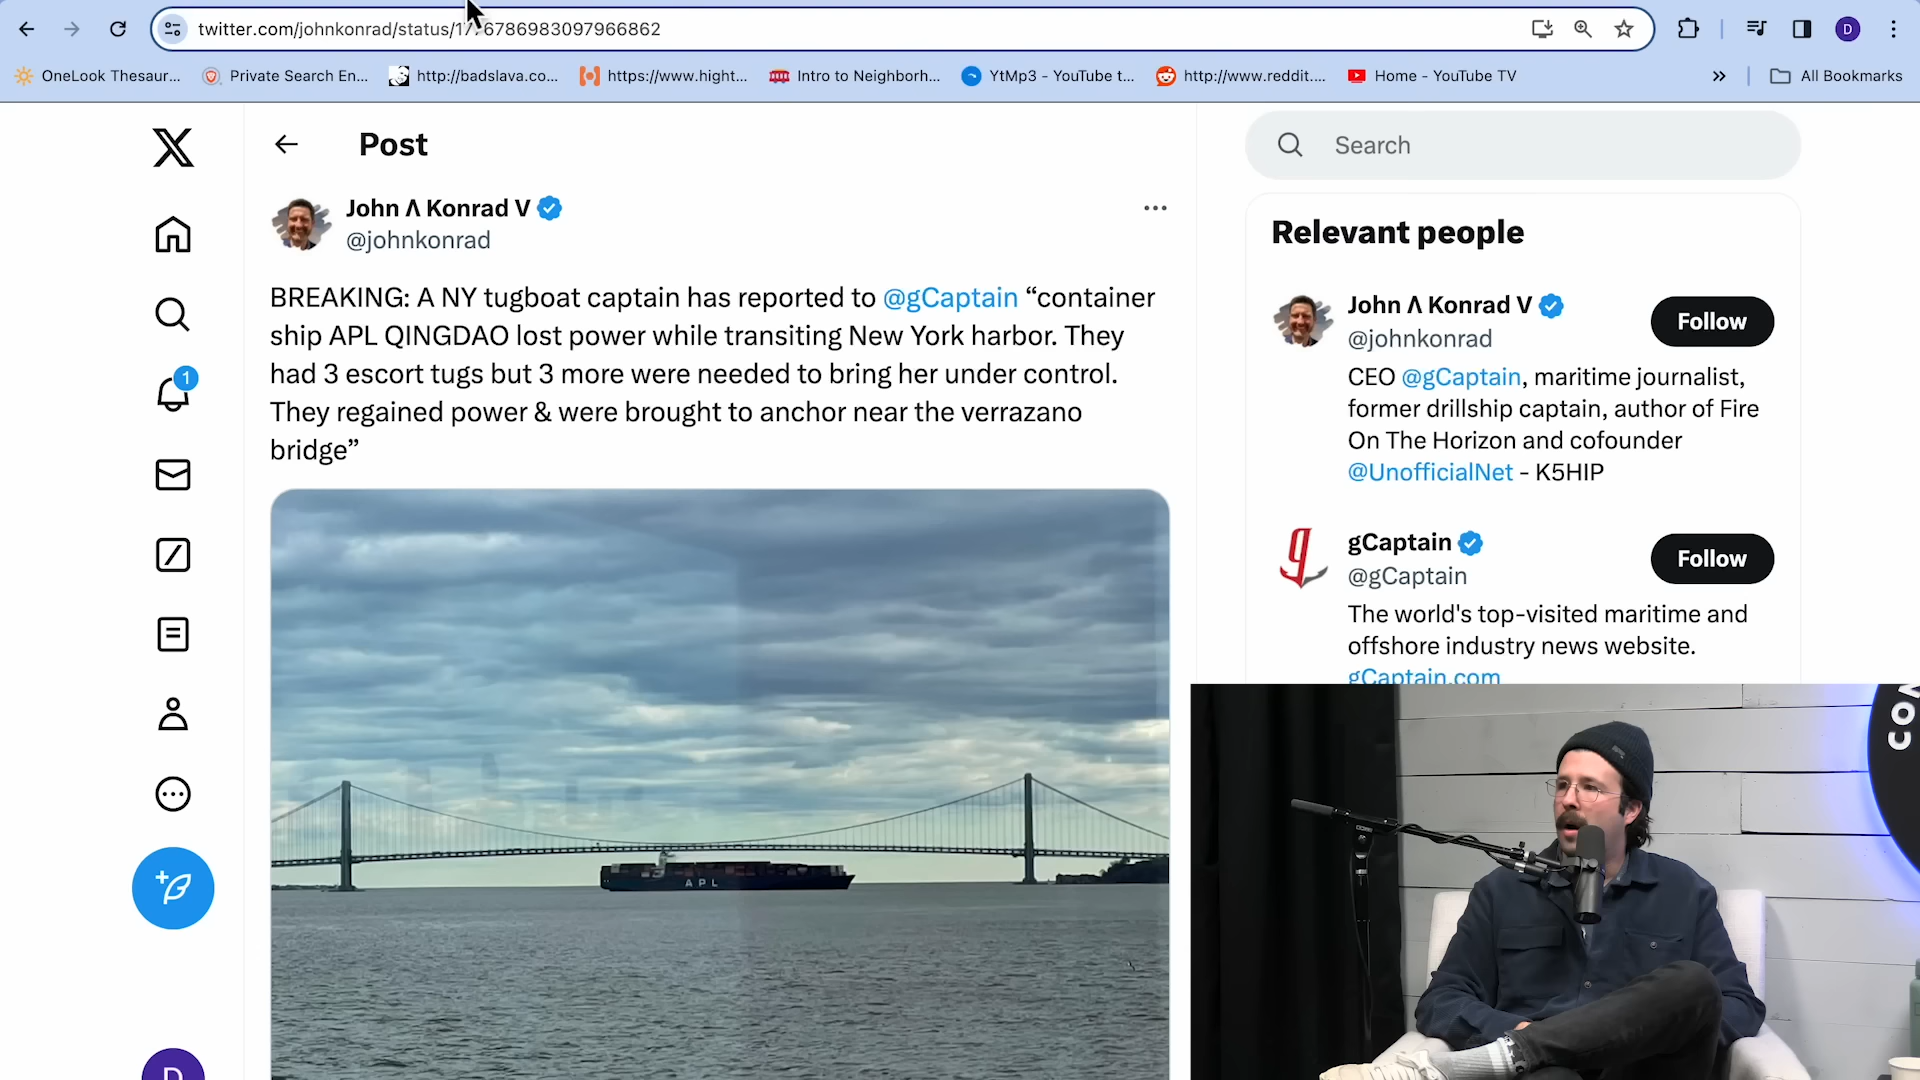 twitter.com/johnkonrad/status/17
6786983097966862
OneLook Thesaur...
Private Search En...
http://badslava.co...
https://www.hight...
Intro to Neighborh...
YtMp3 - YouTube t...
http://www.reddit....
Home - YouTube TV
All Bookmarks
Post
Search
John Λ Konrad V
@johnkonrad
BREAKING: A NY tugboat captain has reported to @gCaptain “container
ship APL QINGDAO lost power while transiting New York harbor. They
had 3 escort tugs but 3 more were needed to bring her under control.
They regained power & were brought to anchor near the verrazano
bridge”
APL
1
D
D
Relevant people
John Λ Konrad V
@johnkonrad
Follow
CEO @gCaptain, maritime journalist,
former drillship captain, author of Fire
On The Horizon and cofounder
@UnofficialNet - K5HIP
gCaptain
@gCaptain
Follow
The world's top-visited maritime and
offshore industry news website.
gCaptain.com